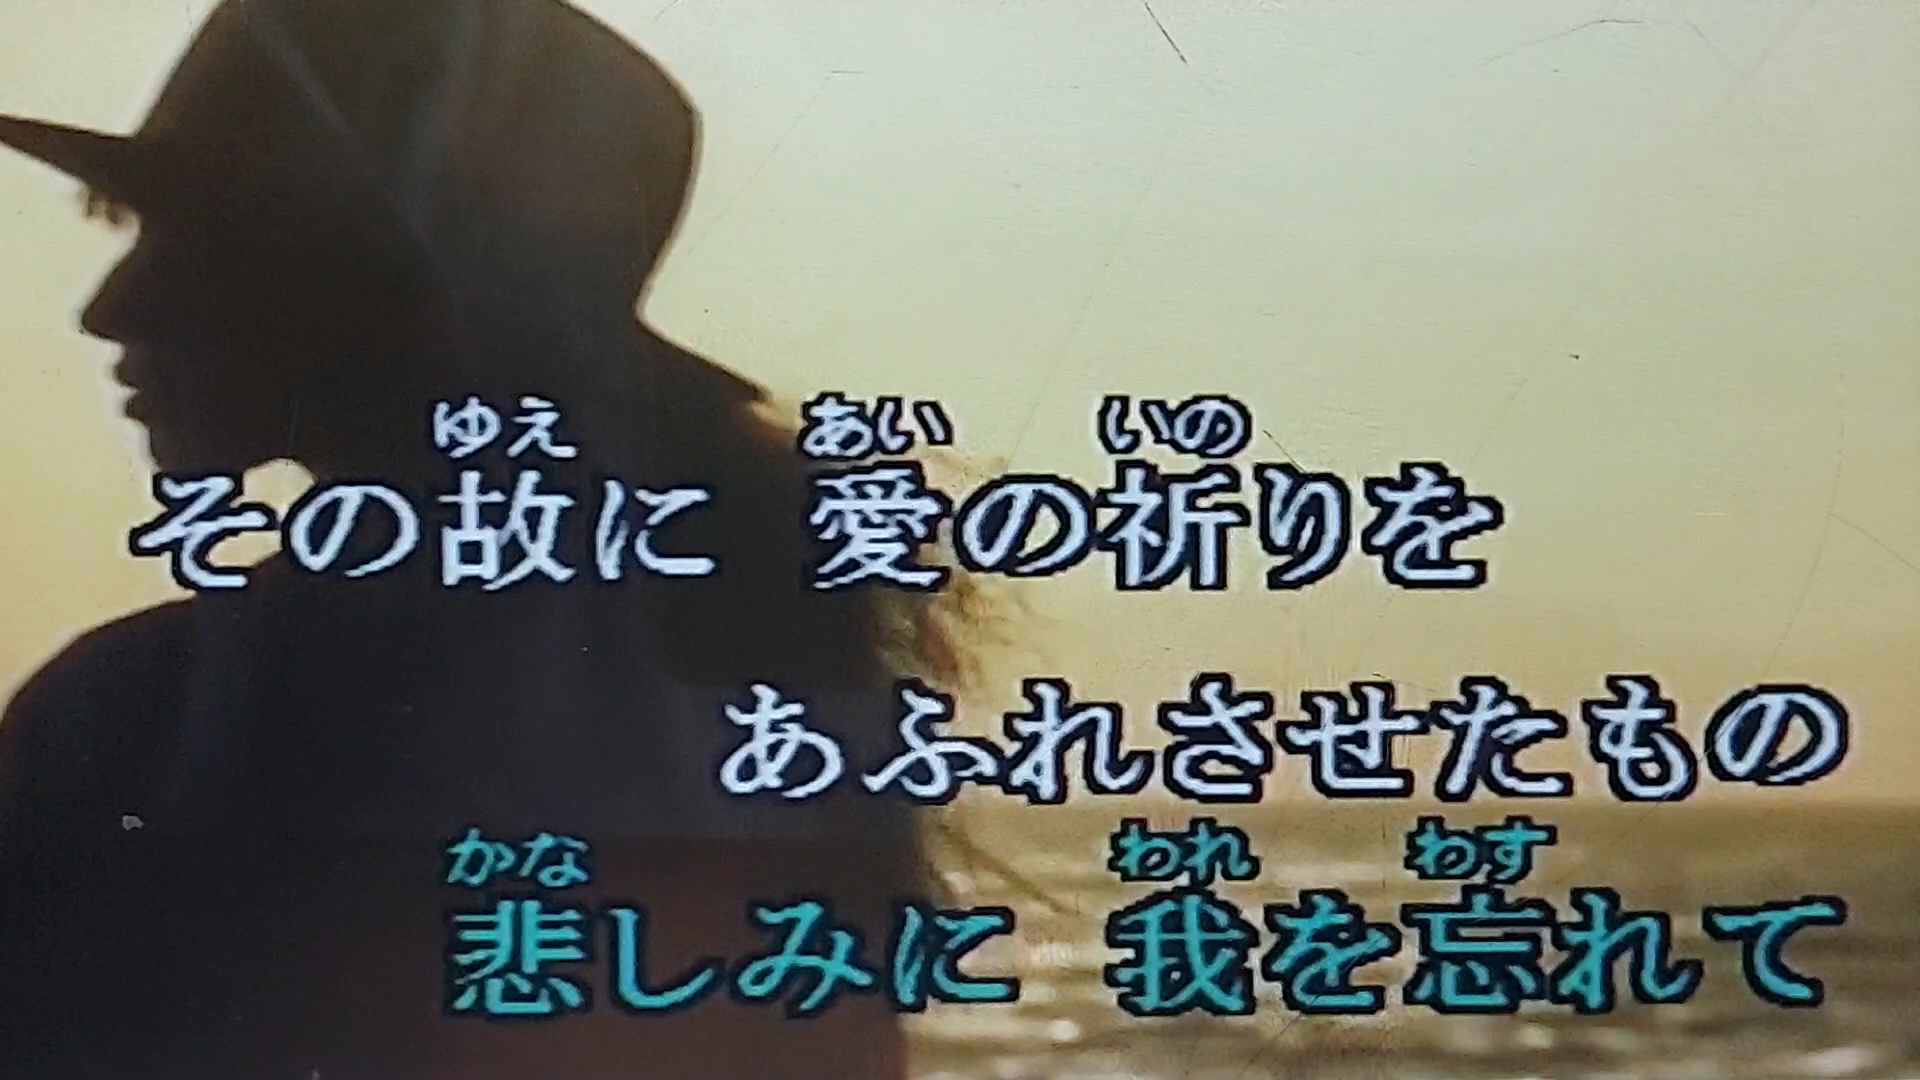 ゆえ あい いの
その故に 愛の祈りを
あふれさせたもの
かな われ わす
悲しみに 我を忘れて